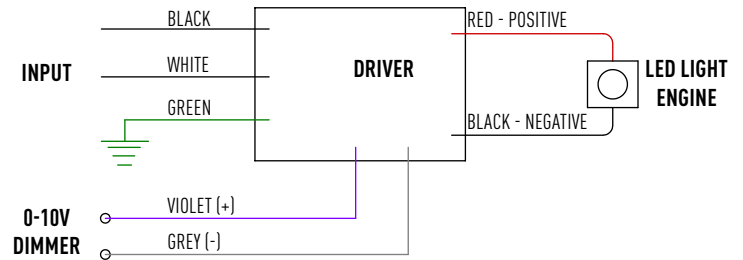 BLACK
RED - POSITIVE
INPUT
WHITE
DRIVER
LED LIGHT
ENGINE
GREEN
BLACK - NEGATIVE
0-10V
DIMMER
VIOLET (+)
GREY (-)